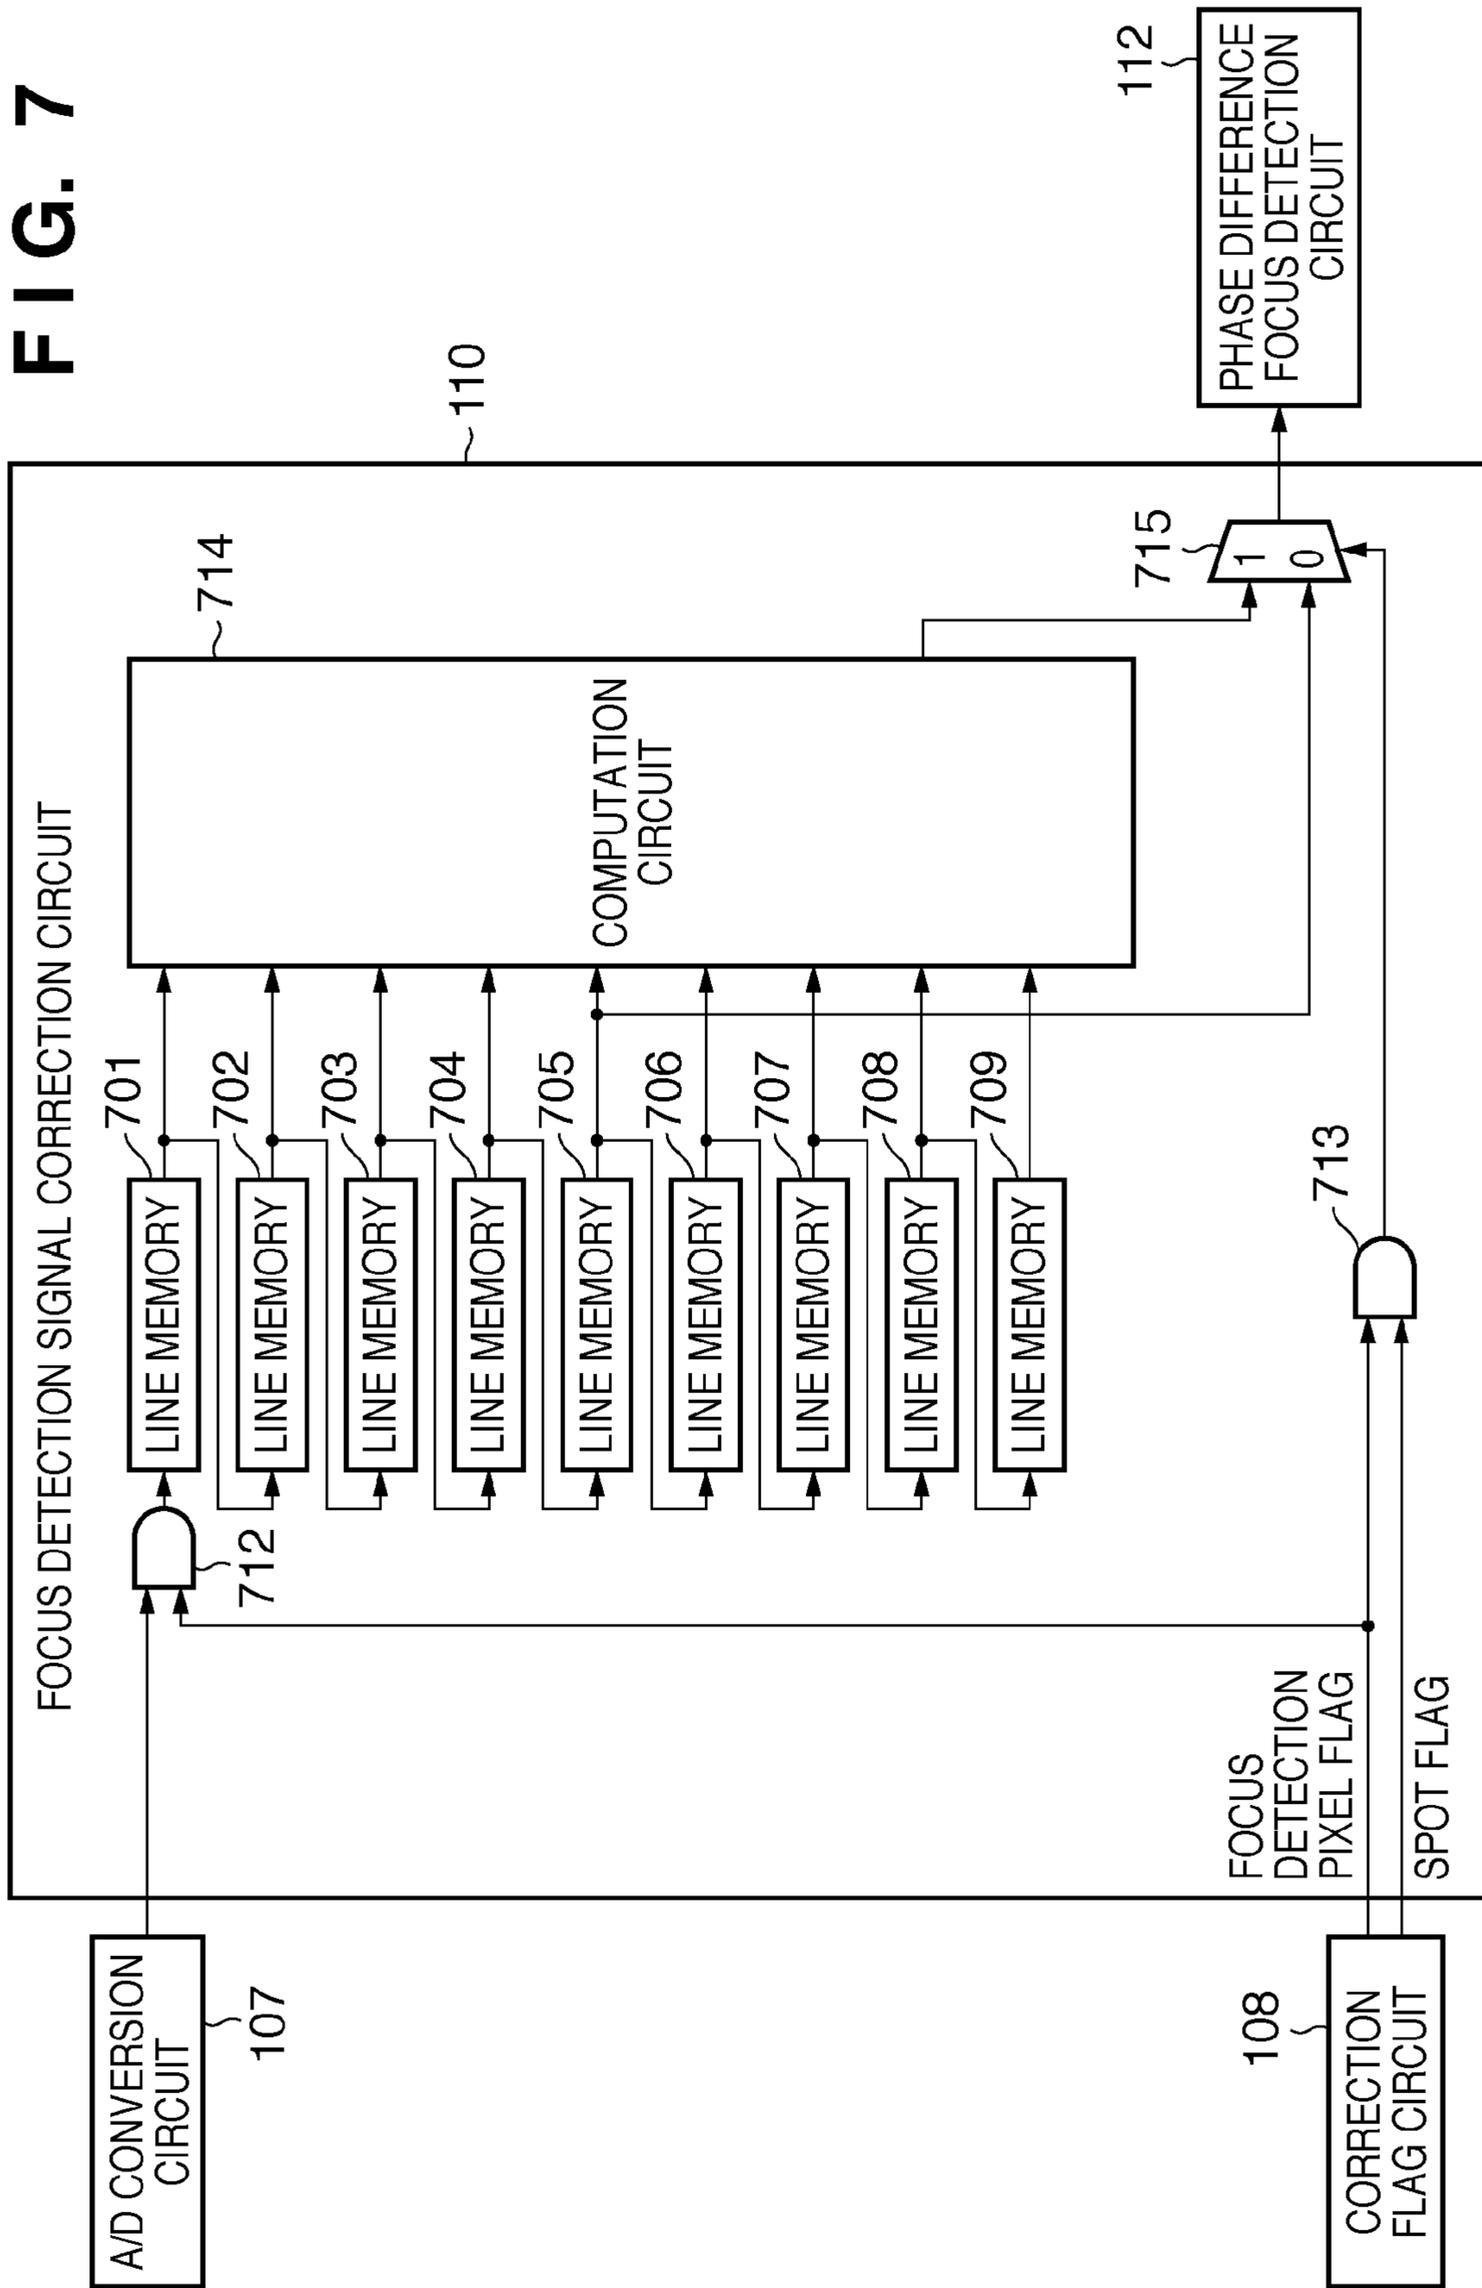 FIG. 7
FOCUS DETECTION SIGNAL CORRECTION CIRCUIT
110
A/D CONVERSION
CIRCUIT
107
712
LINE MEMORY
701
LINE MEMORY
702
LINE MEMORY
703
LINE MEMORY
704
LINE MEMORY
705
LINE MEMORY
706
LINE MEMORY
707
LINE MEMORY
708
LINE MEMORY
709
COMPUTATION
CIRCUIT
714
715
1
0
PHASE DIFFERENCE
FOCUS DETECTION
CIRCUIT
112
CORRECTION
FLAG CIRCUIT
108
FOCUS
DETECTION
PIXEL FLAG
SPOT FLAG
713